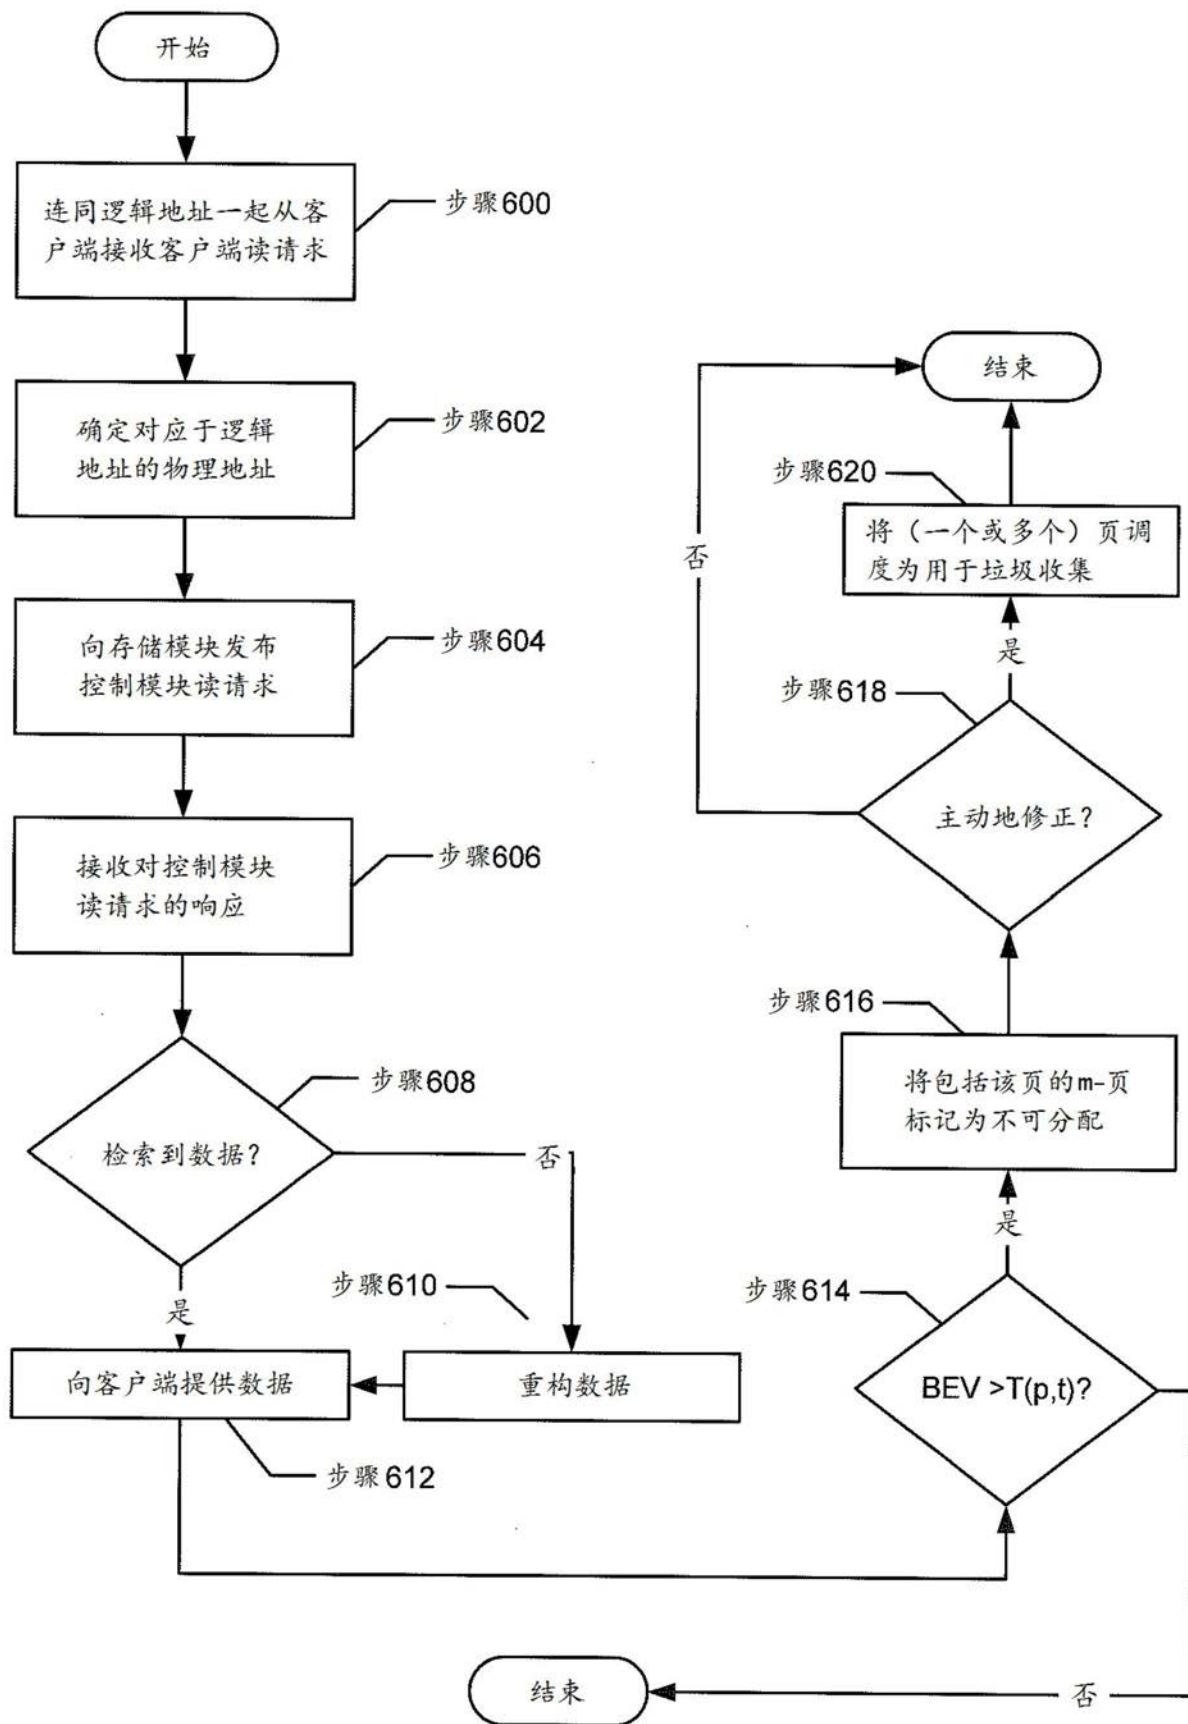 开始
连同逻辑地址一起从客
户端接收客户端读请求
步骤600
确定对应于逻辑
地址的物理地址
步骤602
向存储模块发布
控制模块读请求
步骤604
接收对控制模块
读请求的响应
步骤606
检索到数据？
步骤608
否
是
步骤610
重构数据
向客户端提供数据
步骤612
BEV >T(p,t)?
步骤614
是
否
结束
将包括该页的m-页
标记为不可分配
步骤616
主动地修正？
步骤618
是
否
将（一个或多个）页调
度为用于垃圾收集
步骤620
结束